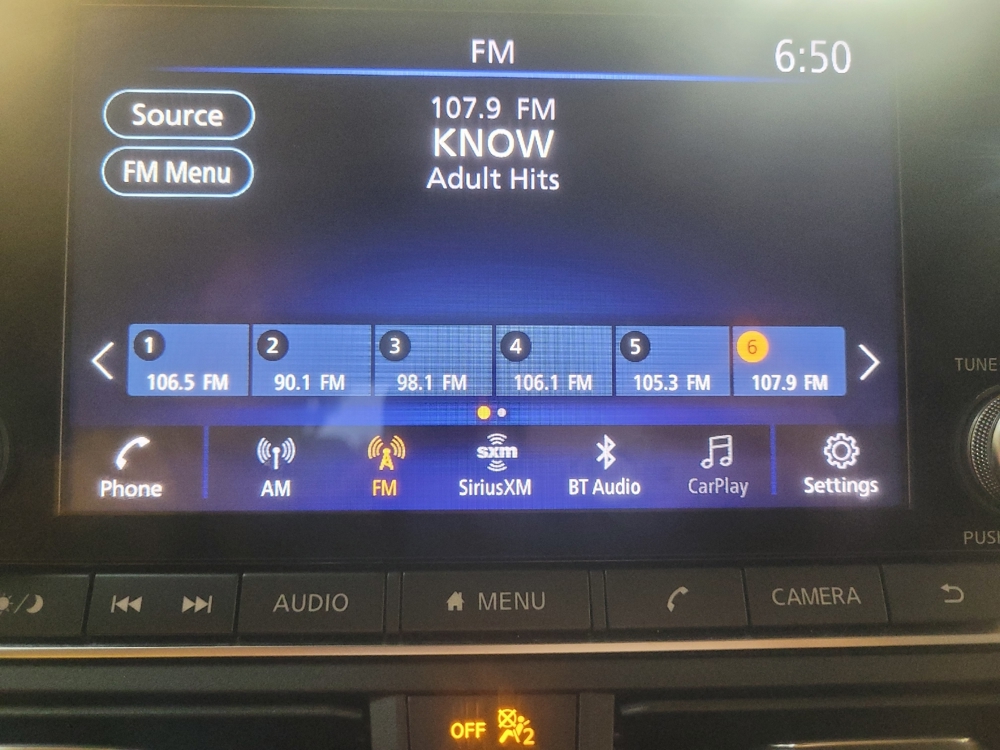 FM 6:50
Source
107.9 FM
KNOW
FM Menu
Adult Hits
1 2 3 4 5 6
106.5 FM 90.1 FM 98.1 FM 106.1 FM 105.3 FM 107.9 FM
TUNE
sxm
Phone AM FM SiriusXM BT Audio CarPlay Settings
PUSH
AUDIO MENU CAMERA
OFF 2